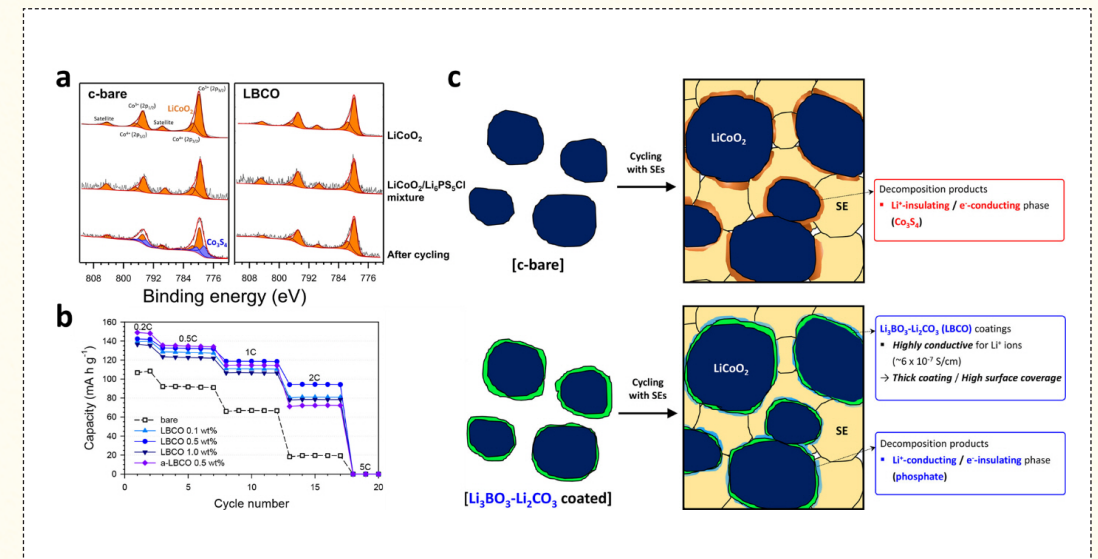 a
c-bare
LBCO
Co³⁺ (2p₃/₂)
Co³⁺ (2p₁/₂)
LiCoO₂
Satellite
Satellite
Co⁴⁺ (2p₁/₂)
Co⁴⁺ (2p₃/₂)
LiCoO₂
LiCoO₂/Li₆PS₅Cl
mixture
Co₃S₄
After cycling
808 800 792 784 776
808 800 792 784 776
Binding energy (eV)
b
Capacity (mA h g⁻¹)
160
140
120
100
80
60
40
20
0
0.2C
0.5C
1C
2C
5C
bare
LBCO 0.1 wt%
LBCO 0.5 wt%
LBCO 1.0 wt%
a-LBCO 0.5 wt%
0 5 10 15 20
Cycle number
c
[c-bare]
Cycling
with SEs
LiCoO₂
SE
Decomposition products
▪ Li⁺-insulating / e⁻-conducting phase
(Co₃S₄)
[Li₃BO₃-Li₂CO₃ coated]
Cycling
with SEs
LiCoO₂
SE
Li₃BO₃-Li₂CO₃ (LBCO) coatings
▪ Highly conductive for Li⁺ ions
(~6 x 10⁻⁷ S/cm)
→ Thick coating / High surface coverage
Decomposition products
▪ Li⁺-conducting / e⁻-insulating phase
(phosphate)